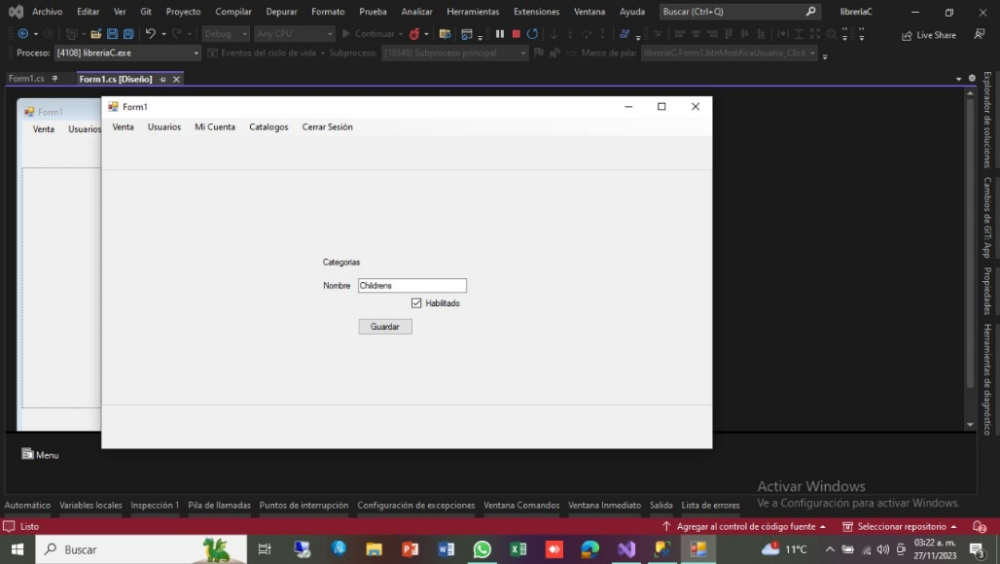 Archivo Editar Ver Git Proyecto Compilar Depurar Formato Prueba Analizar Herramientas Extensiones Ventana Ayuda Buscar (Ctrl+Q) libreriaC
Debug Any CPU Continuar Live Share
Proceso: [4108] libreriaC.exe Eventos del ciclo de vida Subproceso: [10548] Subproceso principal Marco de pila: libreriaC.Form1.btnModificaUsuario_Click
Form1.cs Form1.cs [Diseño]
Form1
Venta Usuarios
Form1
Venta Usuarios Mi Cuenta Catalogos Cerrar Sesión
Categorias
Nombre Childrens
Habilitado
Guardar
Explorador de soluciones
Cambios de GIT: App
Propiedades
Herramientas de diagnóstico
Menu
Activar Windows
Ve a Configuración para activar Windows.
Automático Variables locales Inspección 1 Pila de llamadas Puntos de interrupción Configuración de excepciones Ventana Comandos Ventana Inmediato Salida Lista de errores
Listo Agregar al control de código fuente Seleccionar repositorio 2
Buscar 11°C 03:22 a. m.
27/11/2023 3